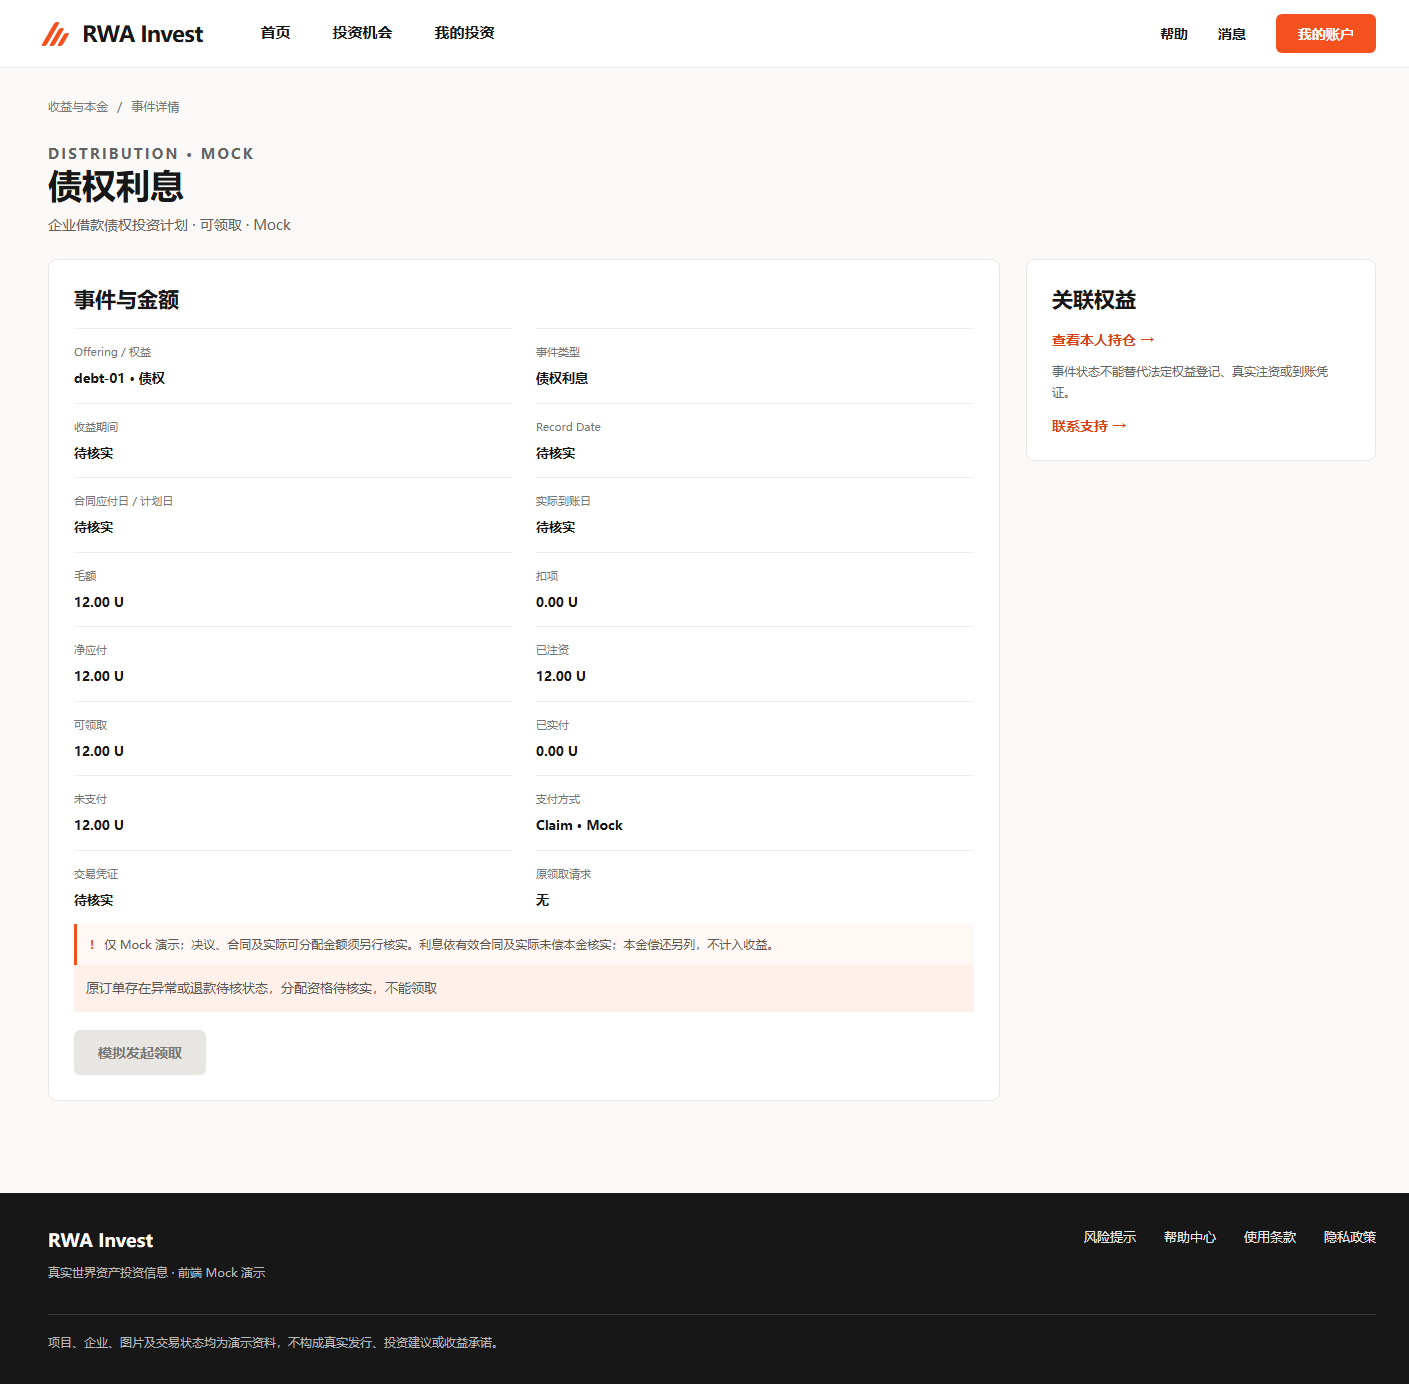 RWA Invest
首页
投资机会
我的投资
帮助
消息
我的账户
收益与本金 / 事件详情
DISTRIBUTION • MOCK
债权利息
企业借款债权投资计划 · 可领取 · Mock
事件与金额
Offering / 权益
debt-01 • 债权
事件类型
债权利息
收益期间
待核实
Record Date
待核实
合同应付日 / 计划日
待核实
实际到账日
待核实
毛额
12.00 U
扣项
0.00 U
净应付
12.00 U
已注资
12.00 U
可领取
12.00 U
已实付
0.00 U
未支付
12.00 U
支付方式
Claim • Mock
交易凭证
待核实
原领取请求
无
! 仅 Mock 演示；决议、合同及实际可分配金额须另行核实。利息依有效合同及实际未偿本金核实；本金偿还另列，不计入收益。
原订单存在异常或退款待核状态，分配资格待核实，不能领取
模拟发起领取
关联权益
查看本人持仓 →
事件状态不能替代法定权益登记、真实注资或到账凭
证。
联系支持 →
RWA Invest
真实世界资产投资信息 · 前端 Mock 演示
风险提示
帮助中心
使用条款
隐私政策
项目、企业、图片及交易状态均为演示资料，不构成真实发行、投资建议或收益承诺。